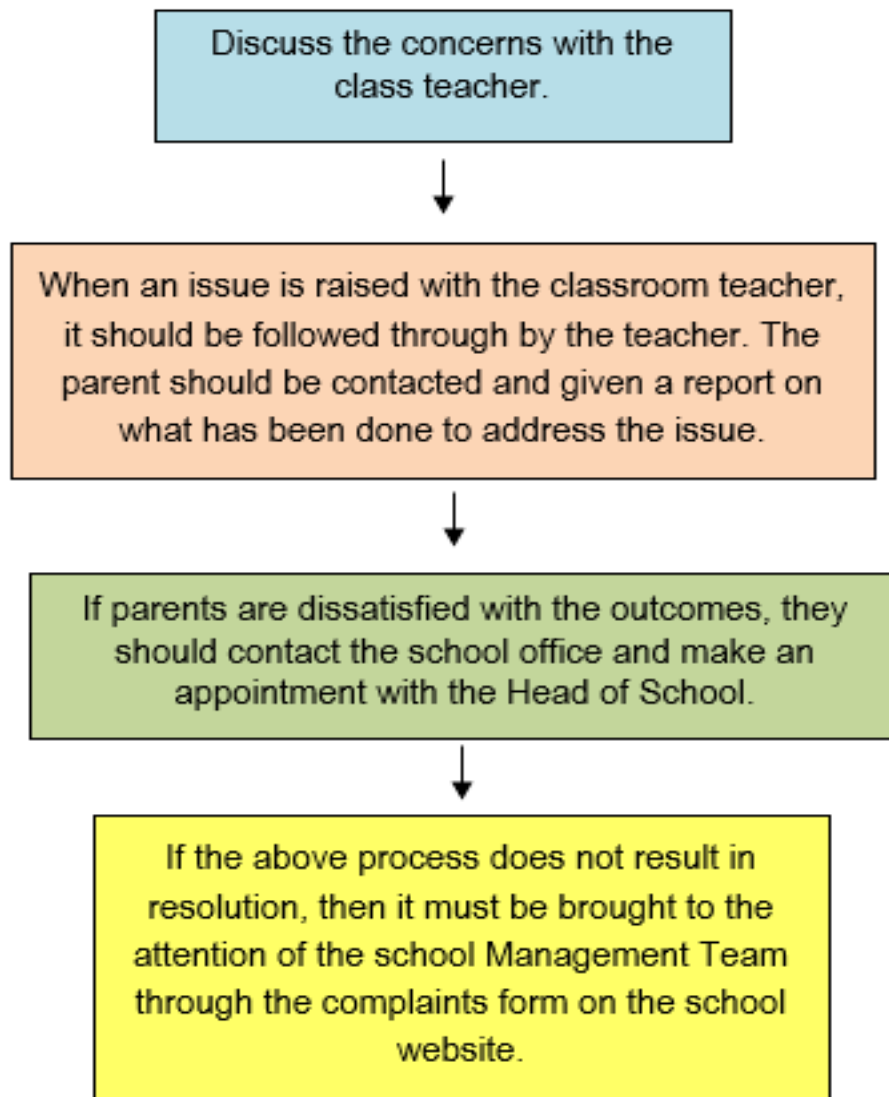 Discuss the concerns with the
class teacher.
When an issue is raised with the classroom teacher,
it should be followed through by the teacher. The
parent should be contacted and given a report on
what has been done to address the issue.
If parents are dissatisfied with the outcomes, they
should contact the school office and make an
appointment with the Head of School.
If the above process does not result in
resolution, then it must be brought to the
attention of the school Management Team
through the complaints form on the school
website.